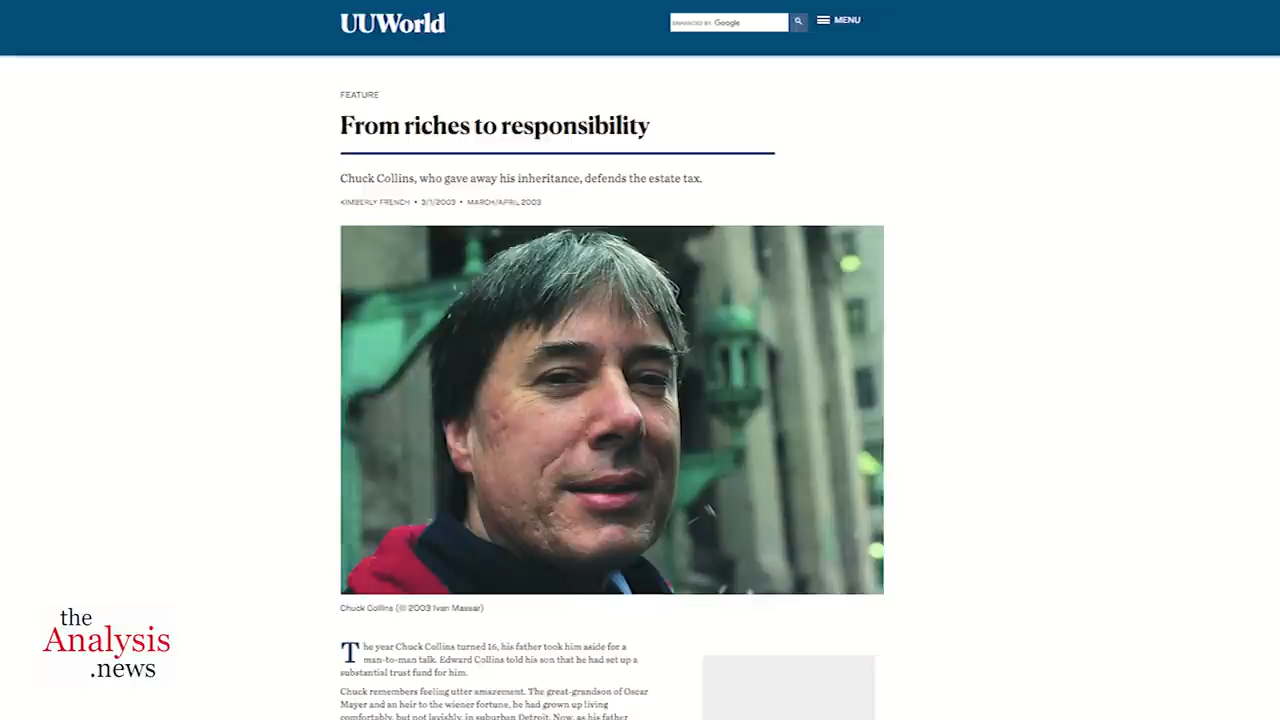 UUWorld
ENHANCED BY Google
MENU
FEATURE
From riches to responsibility
Chuck Collins, who gave away his inheritance, defends the estate tax.
KIMBERLY FRENCH • 3/1/2003 • MARCH/APRIL 2003
Chuck Collins (© 2003 Ivan Massar)
The year Chuck Collins turned 16, his father took him aside for a
man-to-man talk. Edward Collins told his son that he had set up a
substantial trust fund for him.
Chuck remembers feeling utter amazement. The great-grandson of Oscar
Mayer and an heir to the wiener fortune, he had grown up living
comfortably, but not lavishly, in suburban Detroit. Now, as his father
the
Analysis
.news